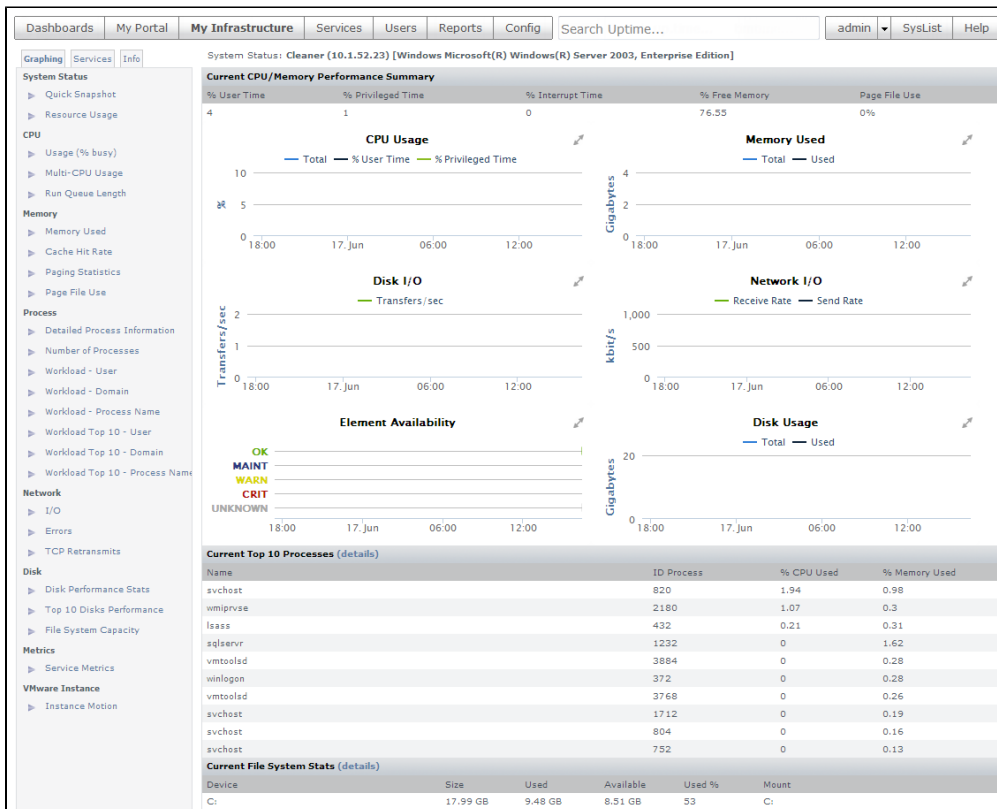 Dashboards My Portal My Infrastructure Services Users Reports Config Search Uptime... admin SysList Help
Graphing Services Info
System Status
Quick Snapshot
Resource Usage
CPU
Usage (% busy)
Multi-CPU Usage
Run Queue Length
Memory
Memory Used
Cache Hit Rate
Paging Statistics
Page File Use
Process
Detailed Process Information
Number of Processes
Workload - User
Workload - Domain
Workload - Process Name
Workload Top 10 - User
Workload Top 10 - Domain
Workload Top 10 - Process Name
Network
I/O
Errors
TCP Retransmits
Disk
Disk Performance Stats
Top 10 Disks Performance
File System Capacity
Metrics
Service Metrics
VMware Instance
Instance Motion
System Status: Cleaner (10.1.52.23) [Windows Microsoft(R) Windows(R) Server 2003, Enterprise Edition]
Current CPU/Memory Performance Summary
% User Time % Privileged Time % Interrupt Time % Free Memory Page File Use
4 1 0 76.55 0%
CPU Usage
Total % User Time % Privileged Time
10
%
5
0
18:00 17. Jun 06:00 12:00
Memory Used
Total Used
Gigabytes
4
2
0
18:00 17. Jun 06:00 12:00
Disk I/O
Transfers/sec
Transfers/sec
2
1
0
18:00 17. Jun 06:00 12:00
Network I/O
Receive Rate Send Rate
kbit/s
1,000
500
0
18:00 17. Jun 06:00 12:00
Element Availability
OK
MAINT
WARN
CRIT
UNKNOWN
18:00 17. Jun 06:00 12:00
Disk Usage
Total Used
Gigabytes
20
0
18:00 17. Jun 06:00 12:00
Current Top 10 Processes (details)
Name ID Process % CPU Used % Memory Used
svchost 820 1.94 0.98
wmiprvse 2180 1.07 0.3
lsass 432 0.21 0.31
sqlservr 1232 0 1.62
vmtoolsd 3884 0 0.28
winlogon 372 0 0.28
vmtoolsd 3768 0 0.26
svchost 1712 0 0.19
svchost 804 0 0.16
svchost 752 0 0.13
Current File System Stats (details)
Device Size Used Available Used % Mount
C: 17.99 GB 9.48 GB 8.51 GB 53 C: